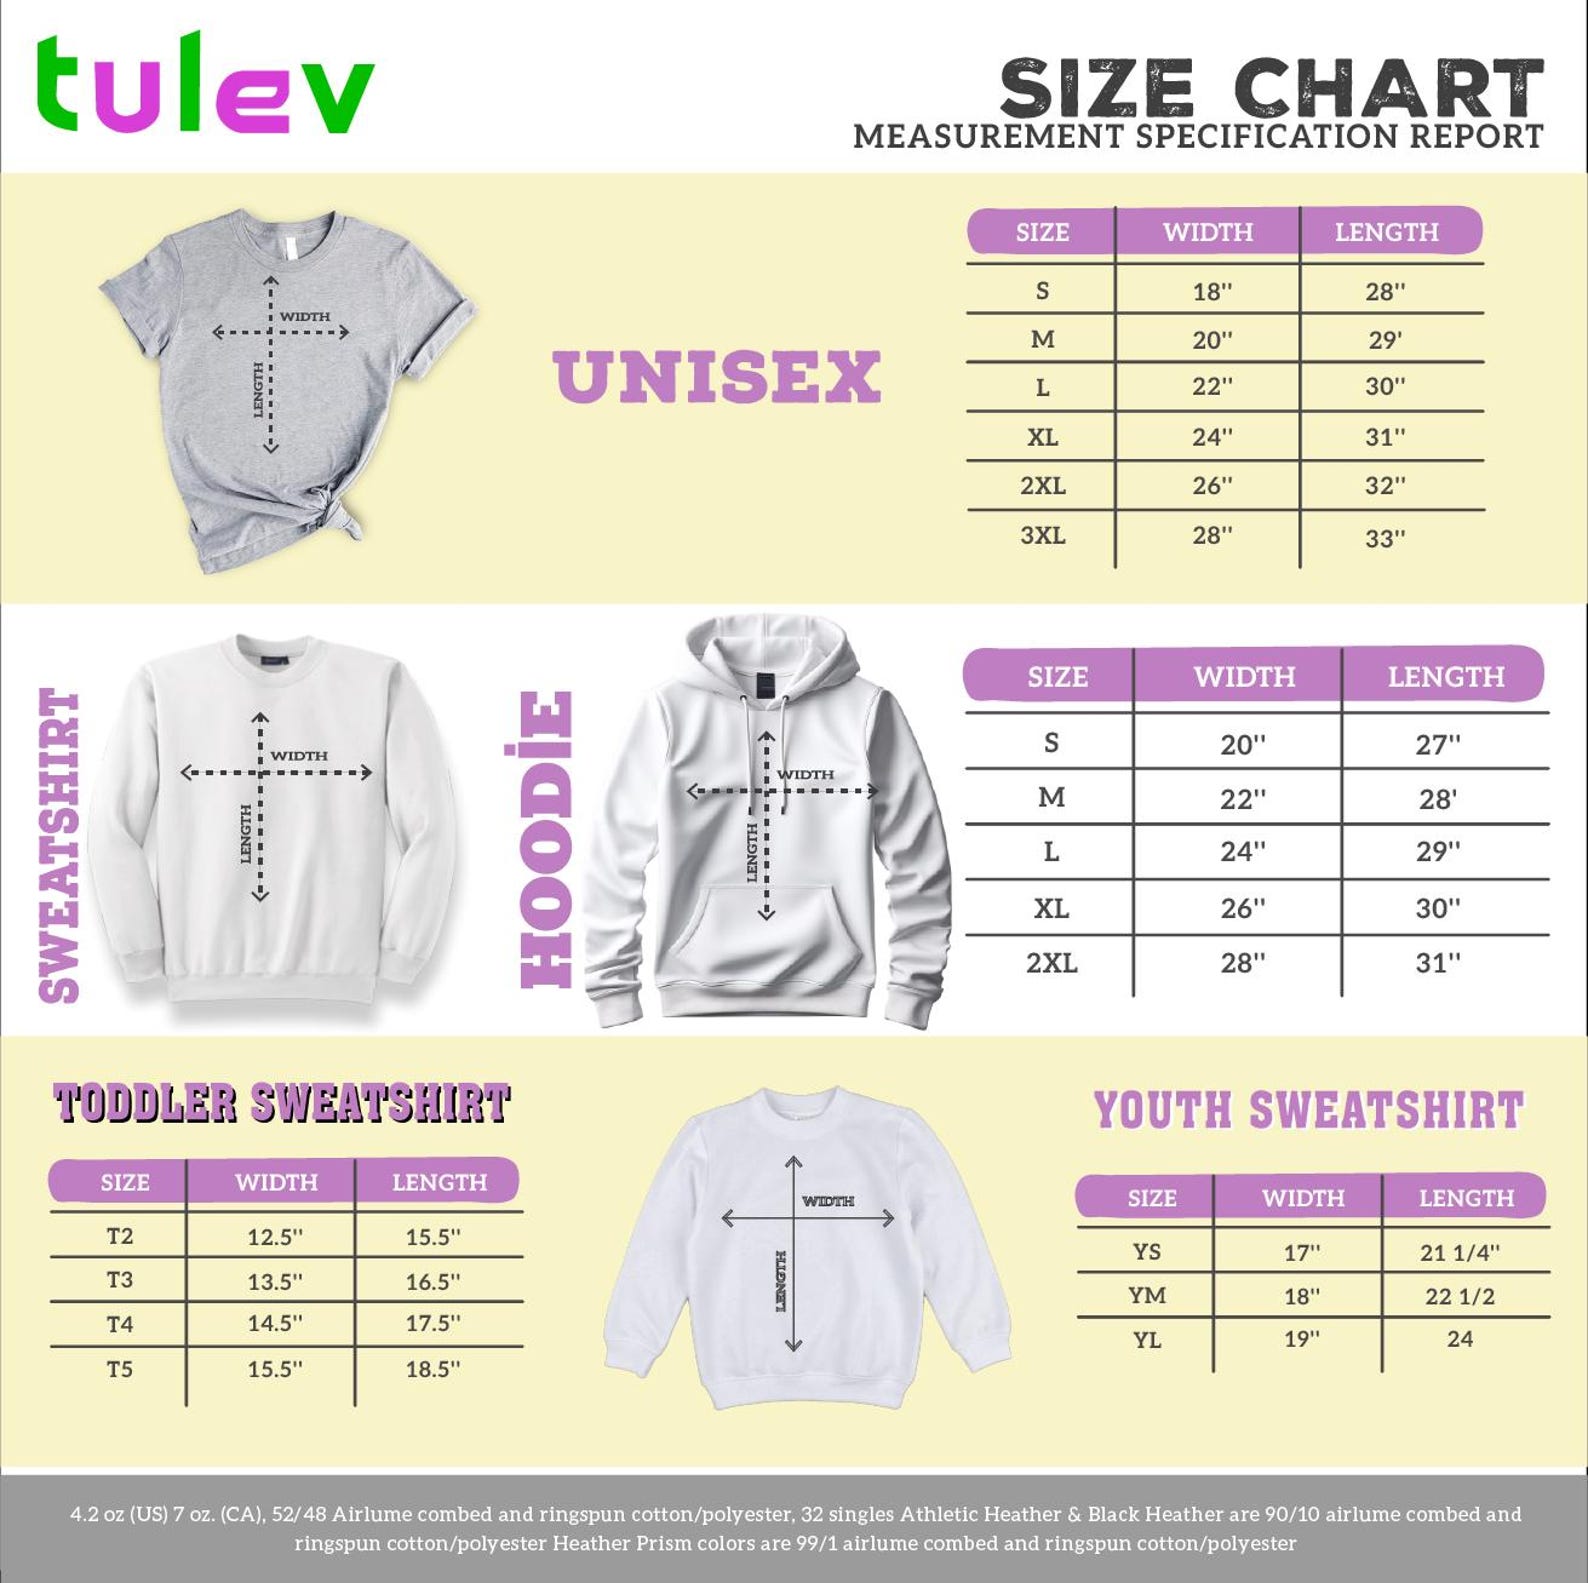 tulev
SIZE CHART
MEASUREMENT SPECIFICATION REPORT
WIDTH
LENGTH
UNISEX
SIZE WIDTH LENGTH
S 18'' 28''
M 20'' 29'
L 22'' 30''
XL 24'' 31''
2XL 26'' 32''
3XL 28'' 33''
SWEATSHIRT
WIDTH
LENGTH
HOODİE
WIDTH
LENGTH
SIZE WIDTH LENGTH
S 20'' 27''
M 22'' 28'
L 24'' 29''
XL 26'' 30''
2XL 28'' 31''
TODDLER SWEATSHIRT
SIZE WIDTH LENGTH
T2 12.5'' 15.5''
T3 13.5'' 16.5''
T4 14.5'' 17.5''
T5 15.5'' 18.5''
WIDTH
LENGTH
YOUTH SWEATSHIRT
SIZE WIDTH LENGTH
YS 17'' 21 1/4''
YM 18'' 22 1/2
YL 19'' 24
4.2 oz (US) 7 oz. (CA), 52/48 Airlume combed and ringspun cotton/polyester, 32 singles Athletic Heather & Black Heather are 90/10 airlume combed and
ringspun cotton/polyester Heather Prism colors are 99/1 airlume combed and ringspun cotton/polyester